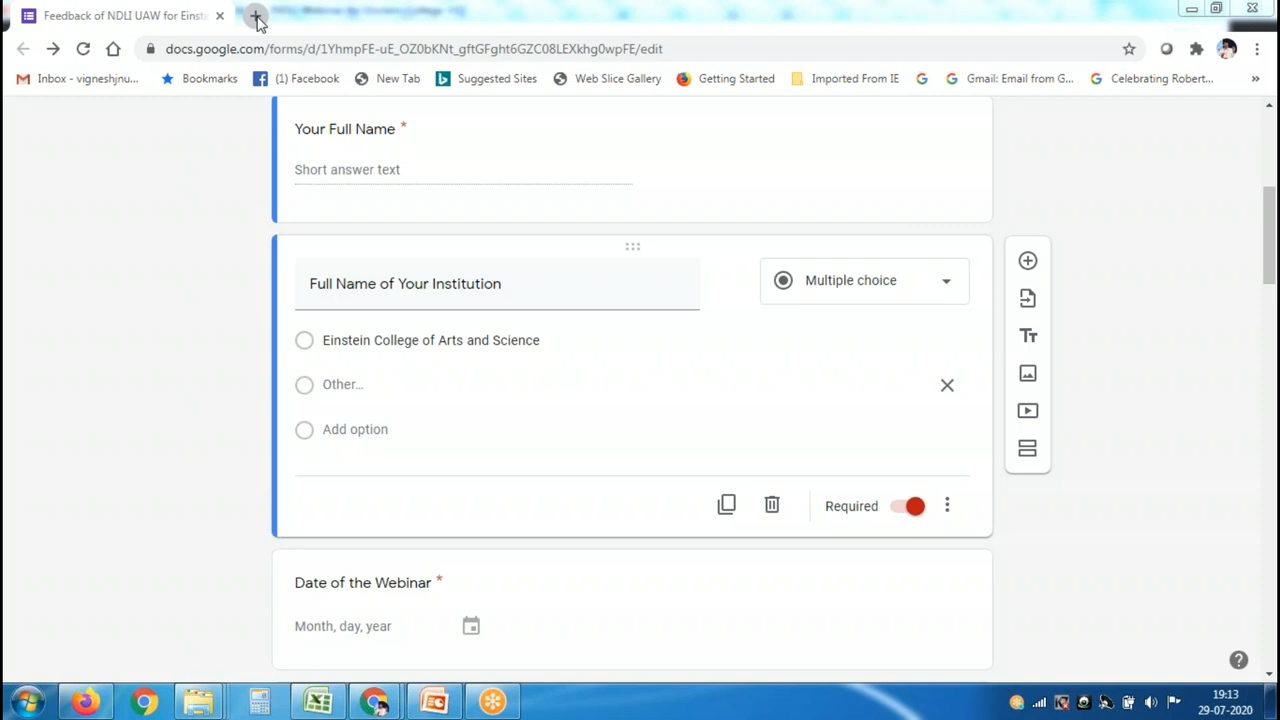 Feedback of NDLI UAW for Einste
docs.google.com/forms/d/1YhmpFE-uE_OZ0bKNt_gftGFght6GZC08LEXkhg0wpFE/edit
Inbox - vigneshjnu...
Bookmarks
(1) Facebook
New Tab
Suggested Sites
Web Slice Gallery
Getting Started
Imported From IE
Gmail: Email from G...
Celebrating Robert...
»
Your Full Name *
Short answer text
Full Name of Your Institution
Multiple choice
Einstein College of Arts and Science
Other...
Add option
Required
Date of the Webinar *
Month, day, year
19:13
29-07-2020